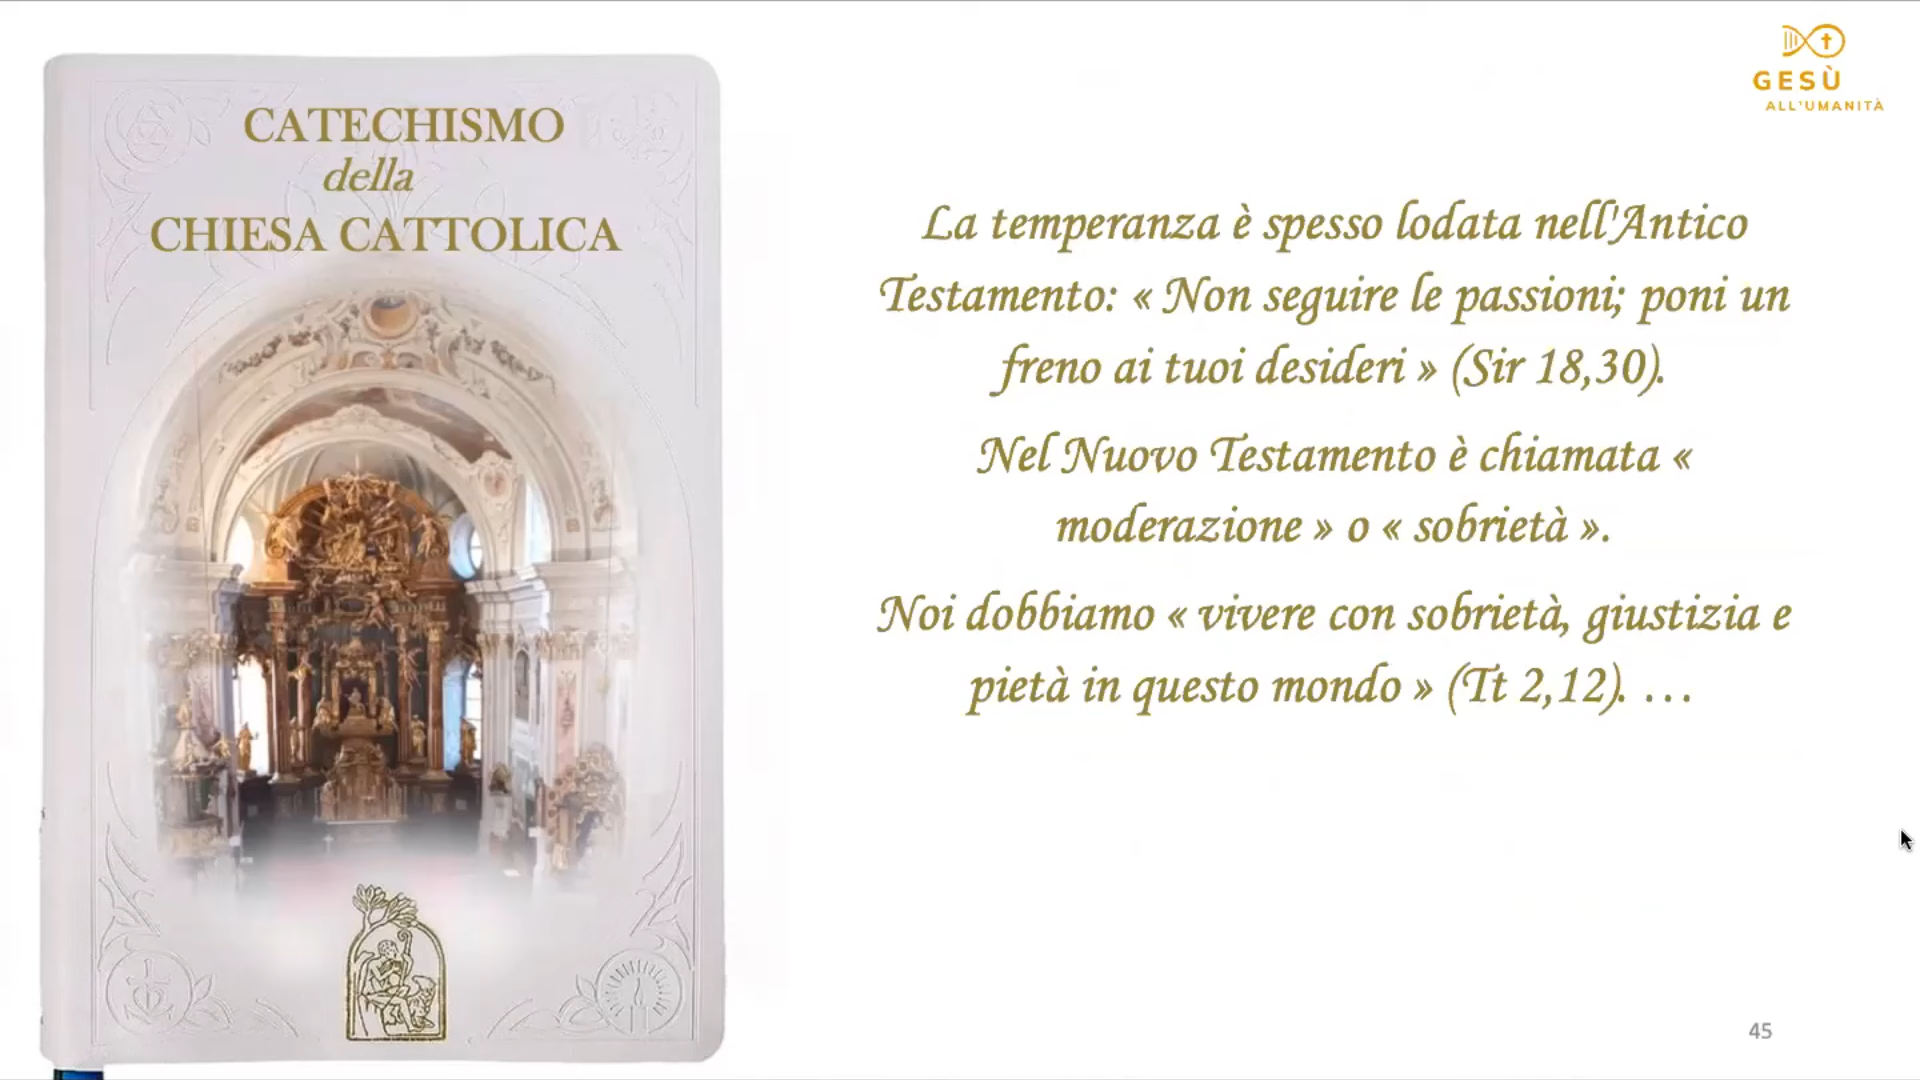 CATECHISMO
della
CHIESA CATTOLICA
GESÙ
ALL'UMANITÀ
La temperanza è spesso lodata nell'Antico
Testamento: « Non seguire le passioni; poni un
freno ai tuoi desideri » (Sir 18,30).
Nel Nuovo Testamento è chiamata «
moderazione » o « sobrietà ».
Noi dobbiamo « vivere con sobrietà, giustizia e
pietà in questo mondo » (Tt 2,12). …
45